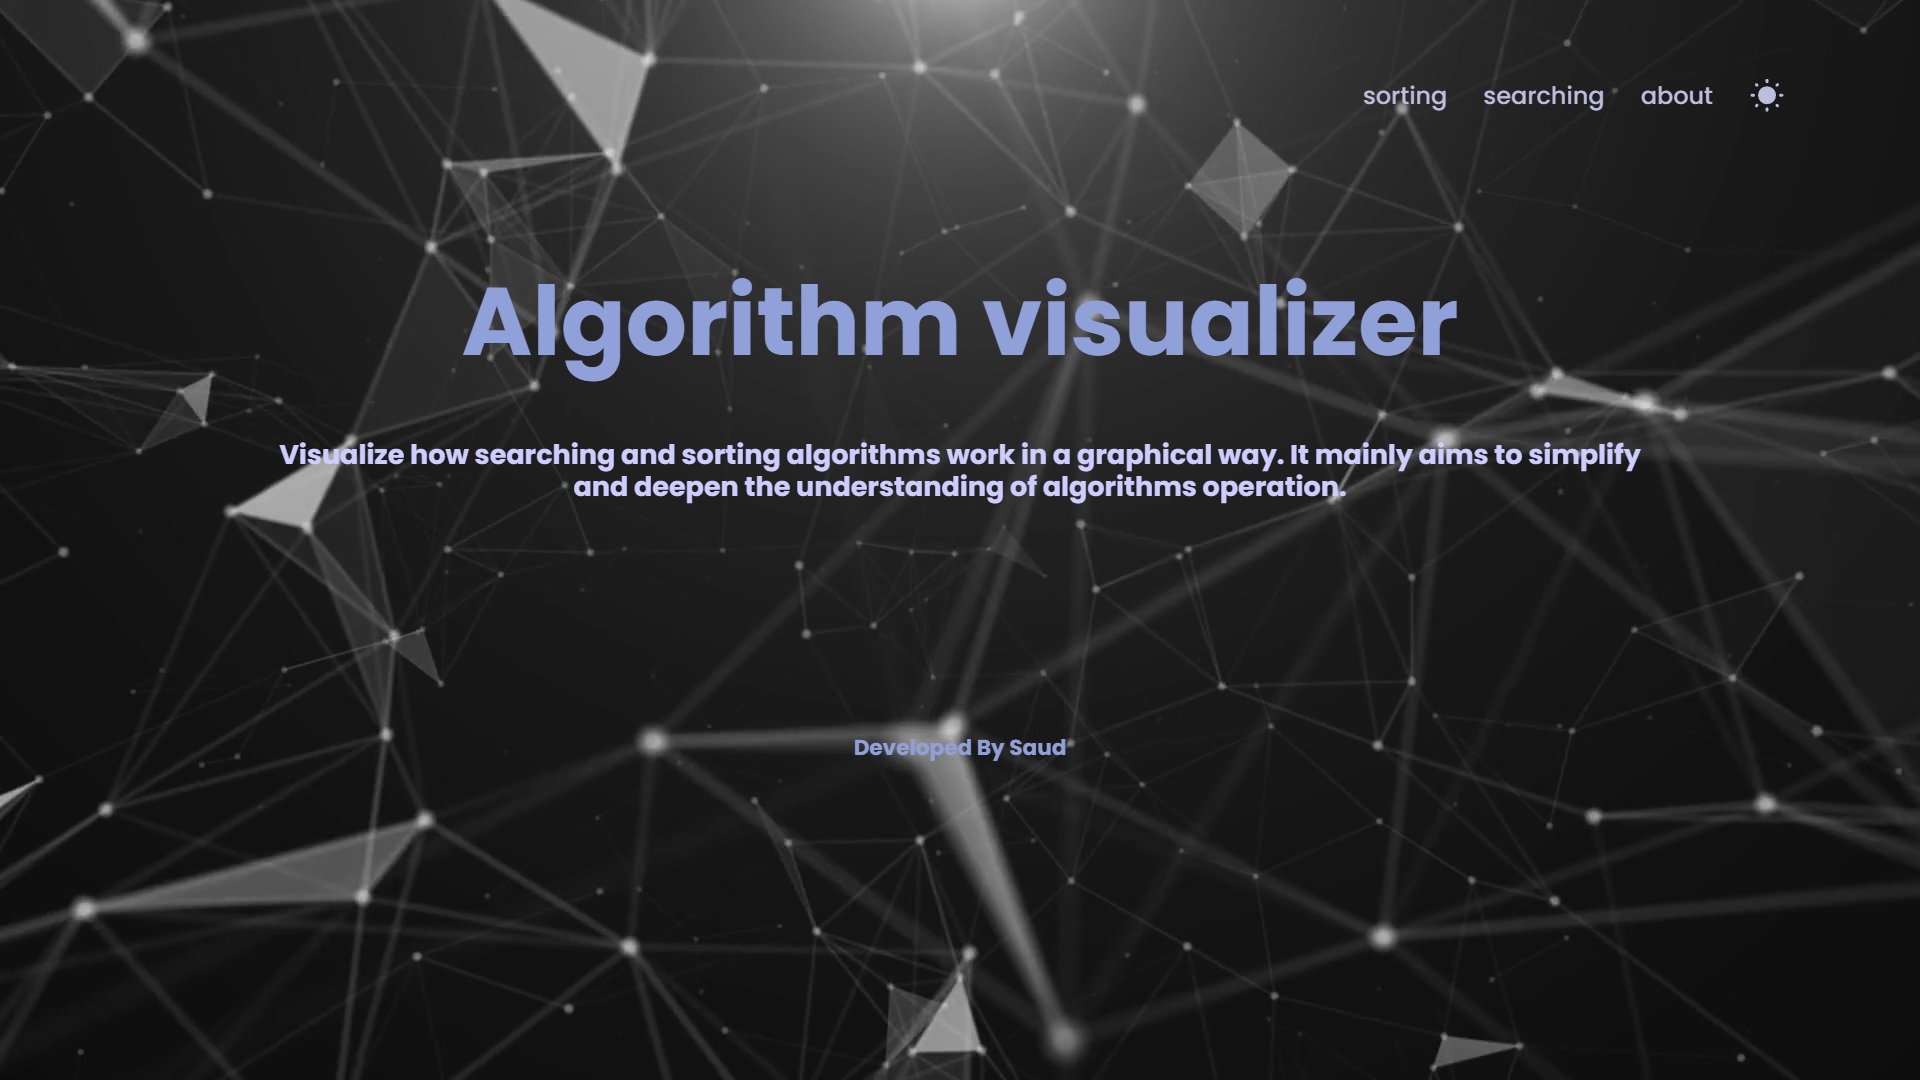 sorting searching about
Algorithm visualizer
Visualize how searching and sorting algorithms work in a graphical way. It mainly aims to simplify
and deepen the understanding of algorithms operation.
Developed By Saud